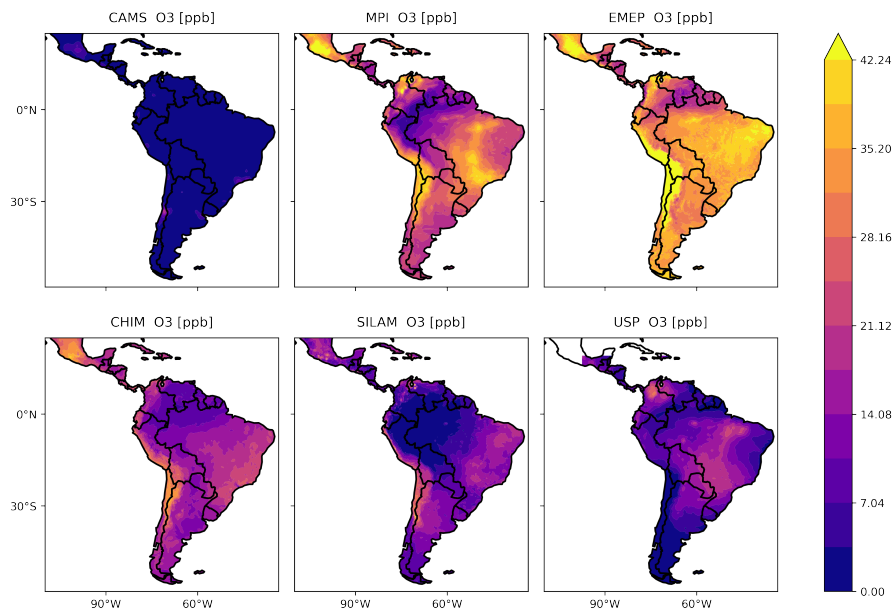 CAMS  O3 [ppb]
MPI  O3 [ppb]
EMEP  O3 [ppb]
0°N
30°S
CHIM  O3 [ppb]
SILAM  O3 [ppb]
USP  O3 [ppb]
0°N
30°S
90°W
60°W
90°W
60°W
90°W
60°W
42.24
35.20
28.16
21.12
14.08
7.04
0.00